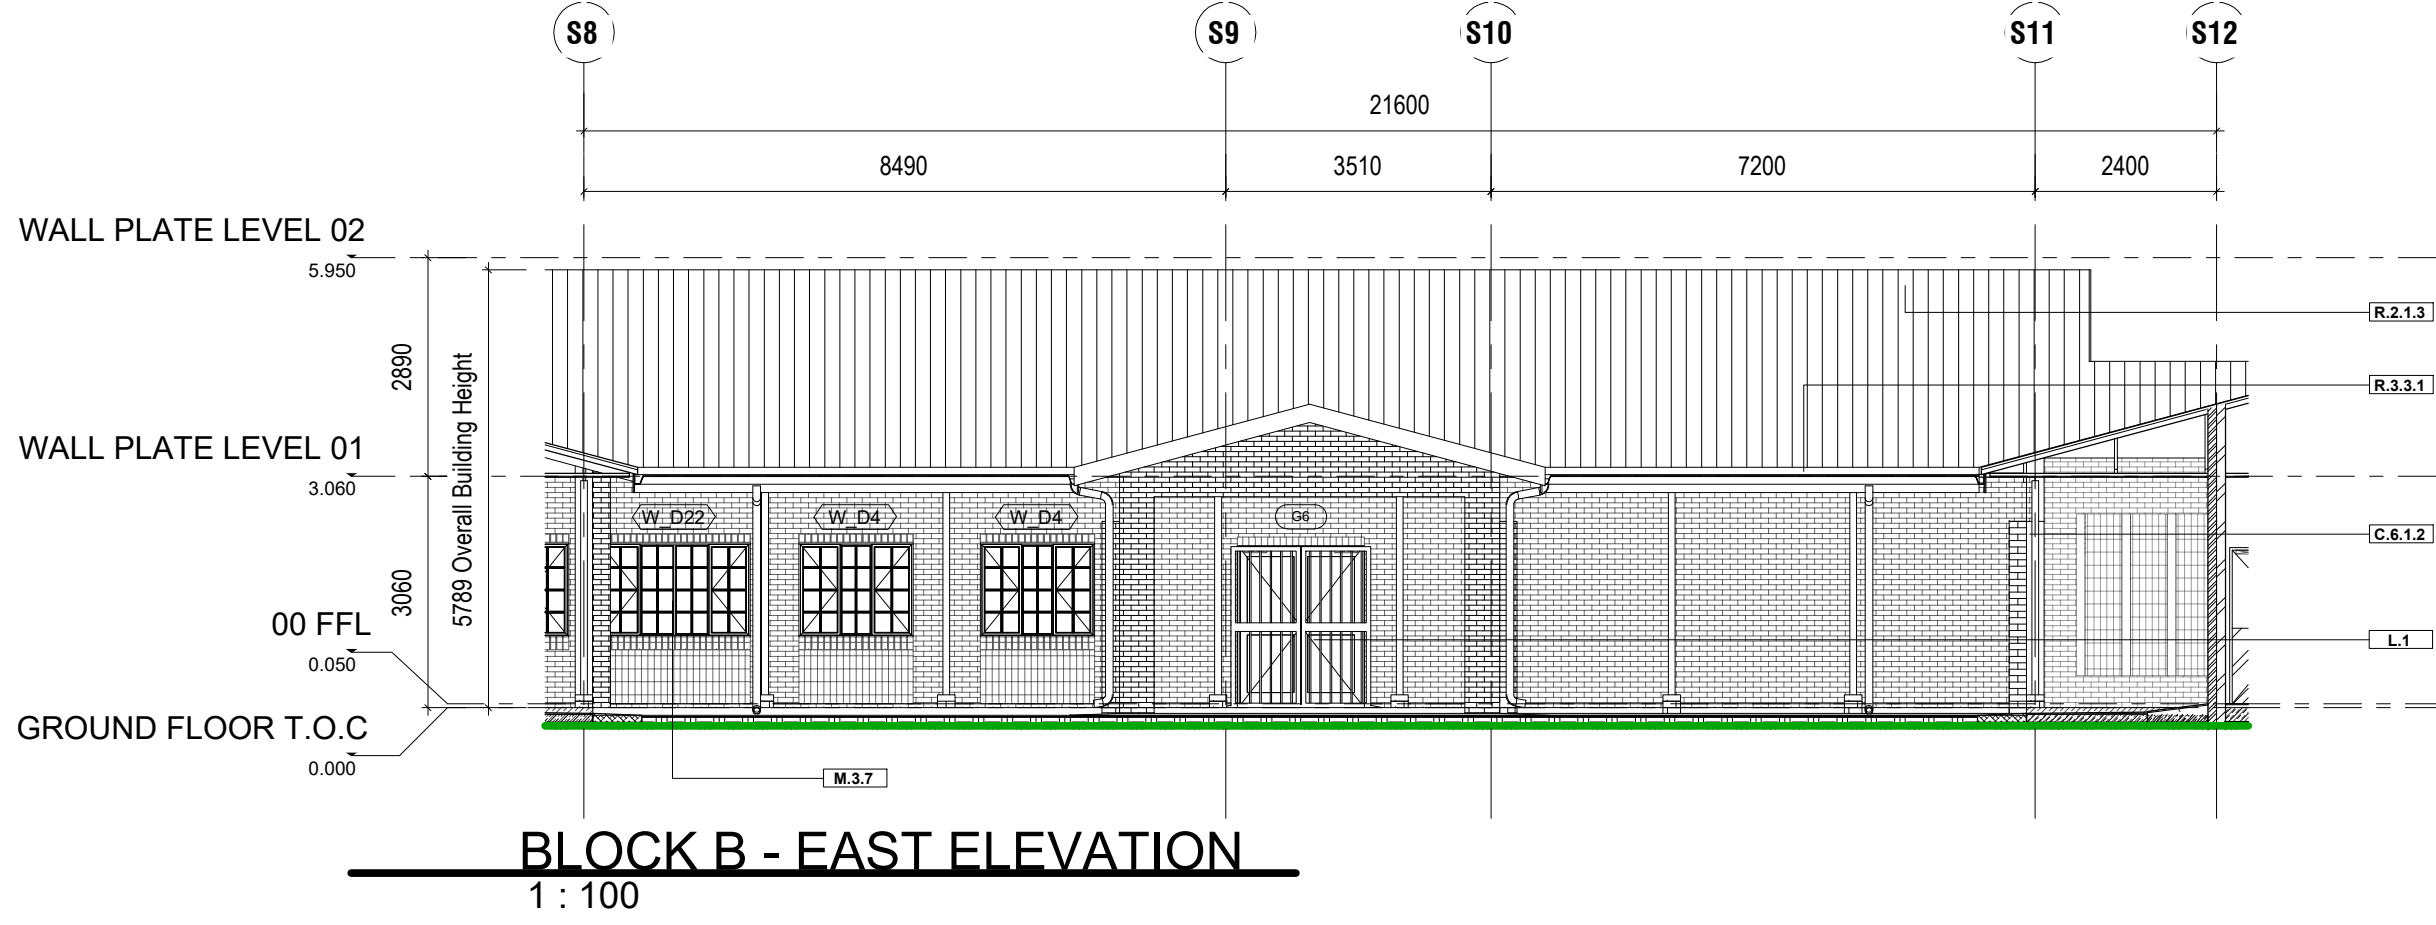 S8
S9
S10
S11
S12
21600
8490
3510
7200
2400
WALL PLATE LEVEL 02
5.950
R.2.1.3
2890
5789 Overall Building Height
R.3.3.1
WALL PLATE LEVEL 01
3.060
W_D22
W_D4
W_D4
G6
C.6.1.2
3060
00 FFL
0.050
L.1
GROUND FLOOR T.O.C
0.000
M.3.7
BLOCK B - EAST ELEVATION
1 : 100